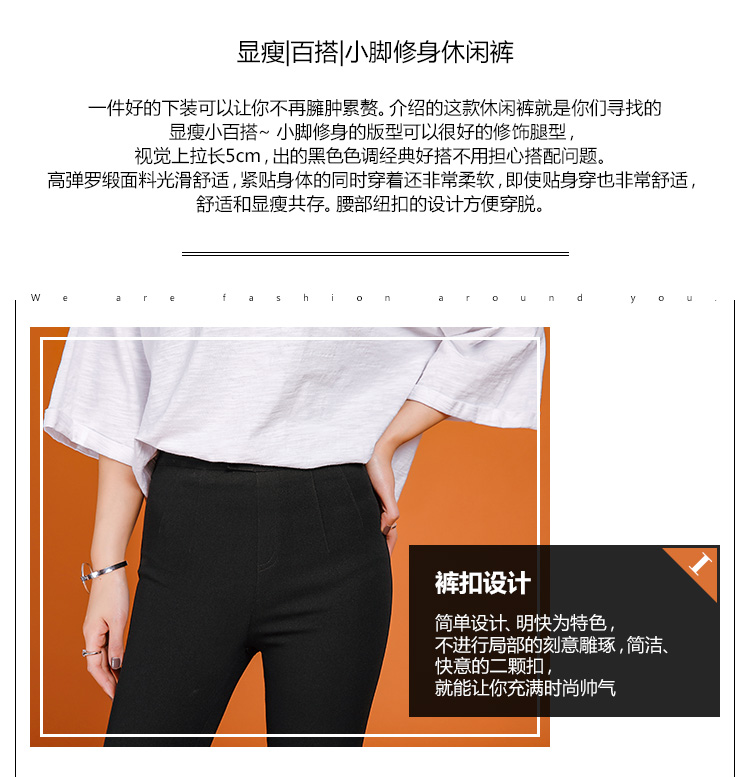 显瘦|百搭|小脚修身休闲裤
一件好的下装可以让你不再臃肿累赘。介绍的这款休闲裤就是你们寻找的
显瘦小百搭~ 小脚修身的版型可以很好的修饰腿型，
视觉上拉长5cm，出的黑色色调经典好搭不用担心搭配问题。
高弹罗缎面料光滑舒适，紧贴身体的同时穿着还非常柔软，即使贴身穿也非常舒适，
舒适和显瘦共存。腰部纽扣的设计方便穿脱。
We are fashion around you.
I
裤扣设计
简单设计、明快为特色，
不进行局部的刻意雕琢，简洁、
快意的二颗扣，
就能让你充满时尚帅气